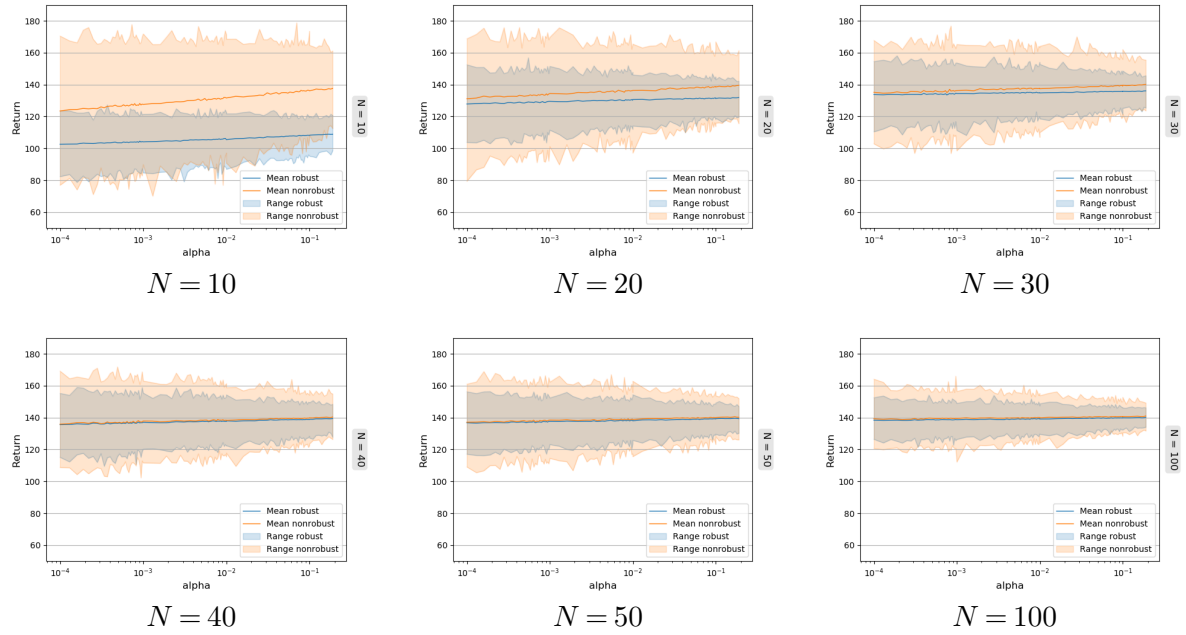 180
160
140
120
100
80
60
Return
10⁻⁴
10⁻³
10⁻²
10⁻¹
alpha
N = 10
Mean robust
Mean nonrobust
Range robust
Range nonrobust
N = 10
180
160
140
120
100
80
60
Return
10⁻⁴
10⁻³
10⁻²
10⁻¹
alpha
N = 20
Mean robust
Mean nonrobust
Range robust
Range nonrobust
N = 20
180
160
140
120
100
80
60
Return
10⁻⁴
10⁻³
10⁻²
10⁻¹
alpha
N = 30
Mean robust
Mean nonrobust
Range robust
Range nonrobust
N = 30
180
160
140
120
100
80
60
Return
10⁻⁴
10⁻³
10⁻²
10⁻¹
alpha
N = 40
Mean robust
Mean nonrobust
Range robust
Range nonrobust
N = 40
180
160
140
120
100
80
60
Return
10⁻⁴
10⁻³
10⁻²
10⁻¹
alpha
N = 50
Mean robust
Mean nonrobust
Range robust
Range nonrobust
N = 50
180
160
140
120
100
80
60
Return
10⁻⁴
10⁻³
10⁻²
10⁻¹
alpha
N = 100
Mean robust
Mean nonrobust
Range robust
Range nonrobust
N = 100